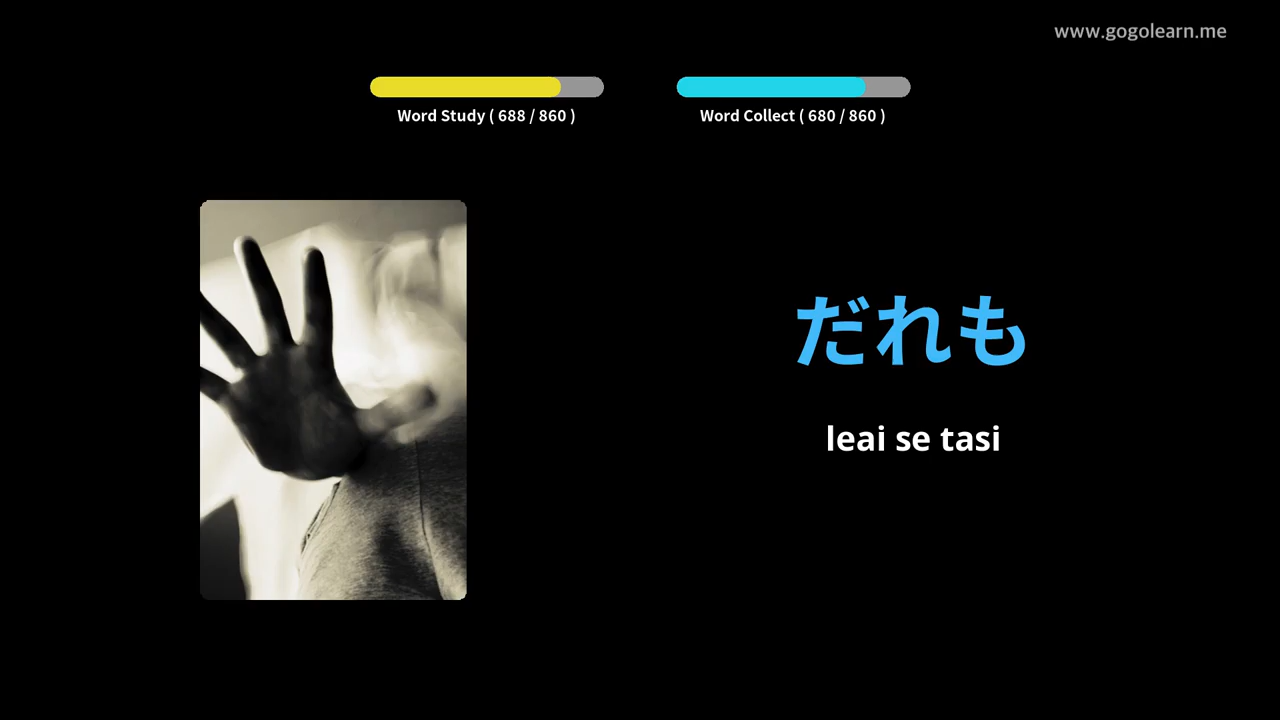 www.gogolearn.me
Word Study ( 688 / 860 )
Word Collect ( 680 / 860 )
だれも
leai se tasi